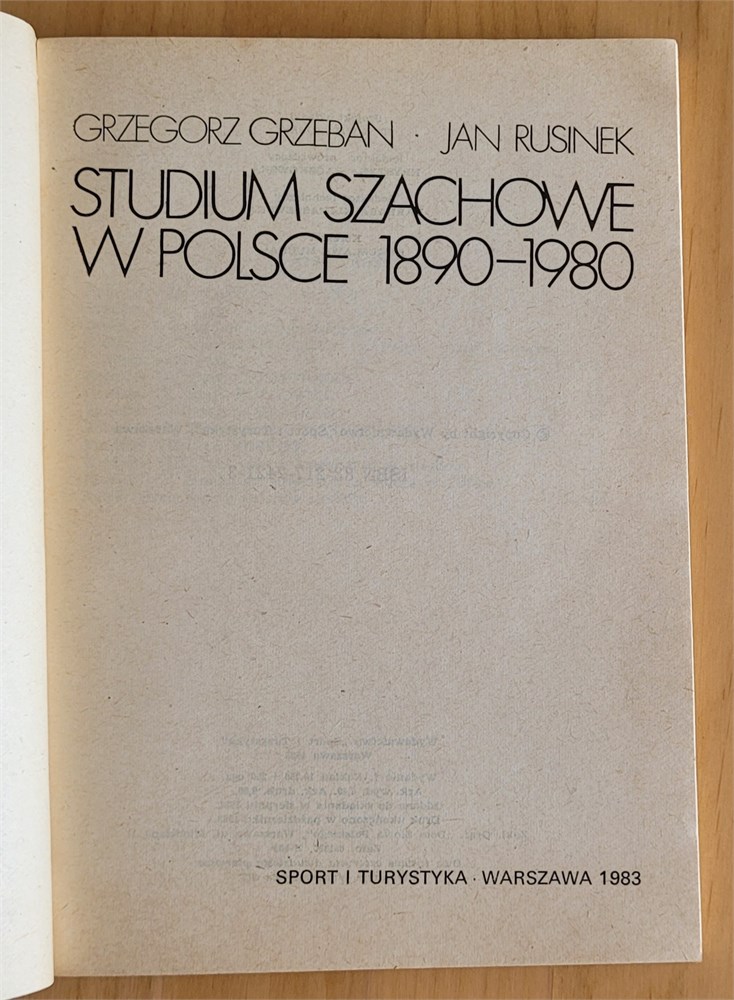 GRZEGORZ GRZEBAN · JAN RUSINEK
STUDIUM SZACHOWE
W POLSCE 1890–1980
SPORT I TURYSTYKA · WARSZAWA 1983